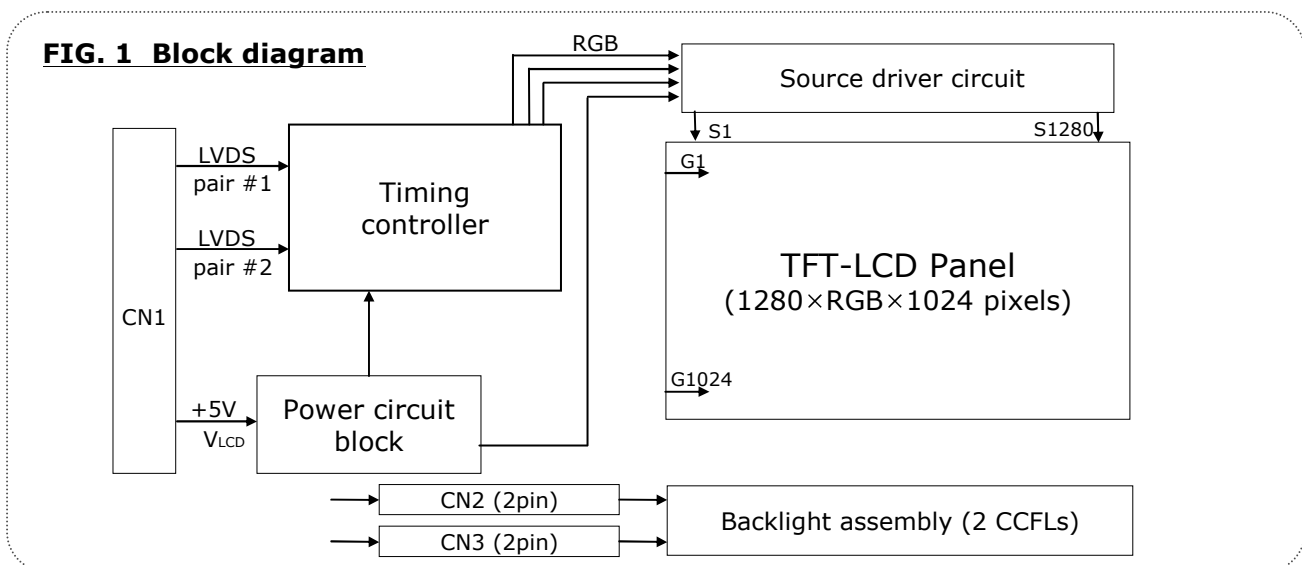 FIG. 1 Block diagram
RGB
Source driver circuit
S1
S1280
CN1
LVDS
pair #1
LVDS
pair #2
Timing
controller
G1
TFT-LCD Panel
(1280×RGB×1024 pixels)
G1024
+5V
VLCD
Power circuit
block
CN2 (2pin)
CN3 (2pin)
Backlight assembly (2 CCFLs)